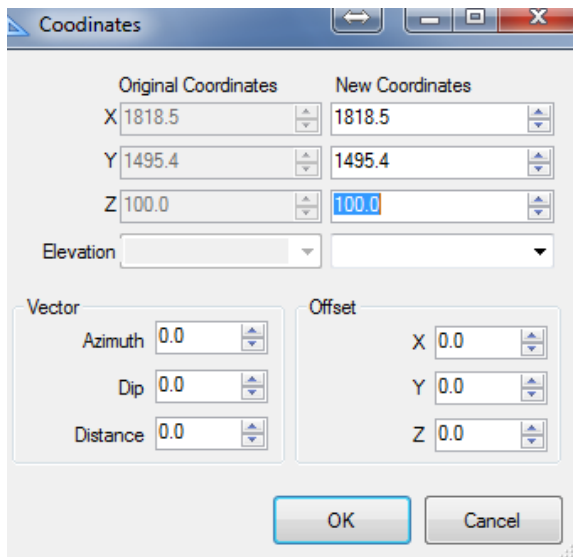 Coodinates
Original Coordinates New Coordinates
X 1818.5 1818.5
Y 1495.4 1495.4
Z 100.0 100.0
Elevation
Vector Offset
Azimuth 0.0 X 0.0
Dip 0.0 Y 0.0
Distance 0.0 Z 0.0
OK Cancel